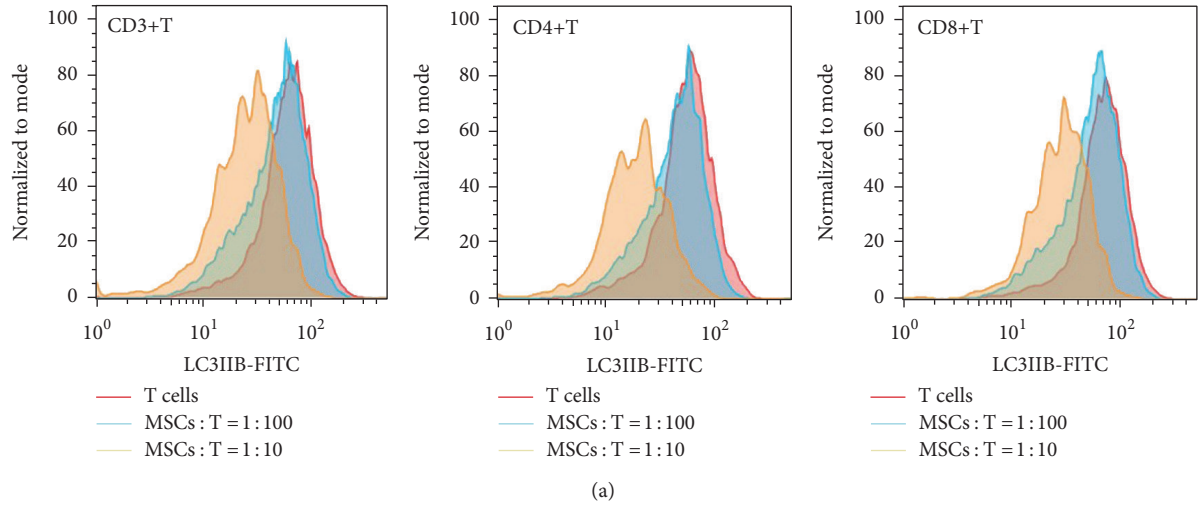 CD3+T
Normalized to mode
100
80
60
40
20
0
10^0
10^1
10^2
LC3IIB-FITC
T cells
MSCs : T = 1 : 100
MSCs : T = 1 : 10
CD4+T
Normalized to mode
100
80
60
40
20
0
10^0
10^1
10^2
LC3IIB-FITC
T cells
MSCs : T = 1 : 100
MSCs : T = 1 : 10
CD8+T
Normalized to mode
100
80
60
40
20
0
10^0
10^1
10^2
LC3IIB-FITC
T cells
MSCs : T = 1 : 100
MSCs : T = 1 : 10
(a)